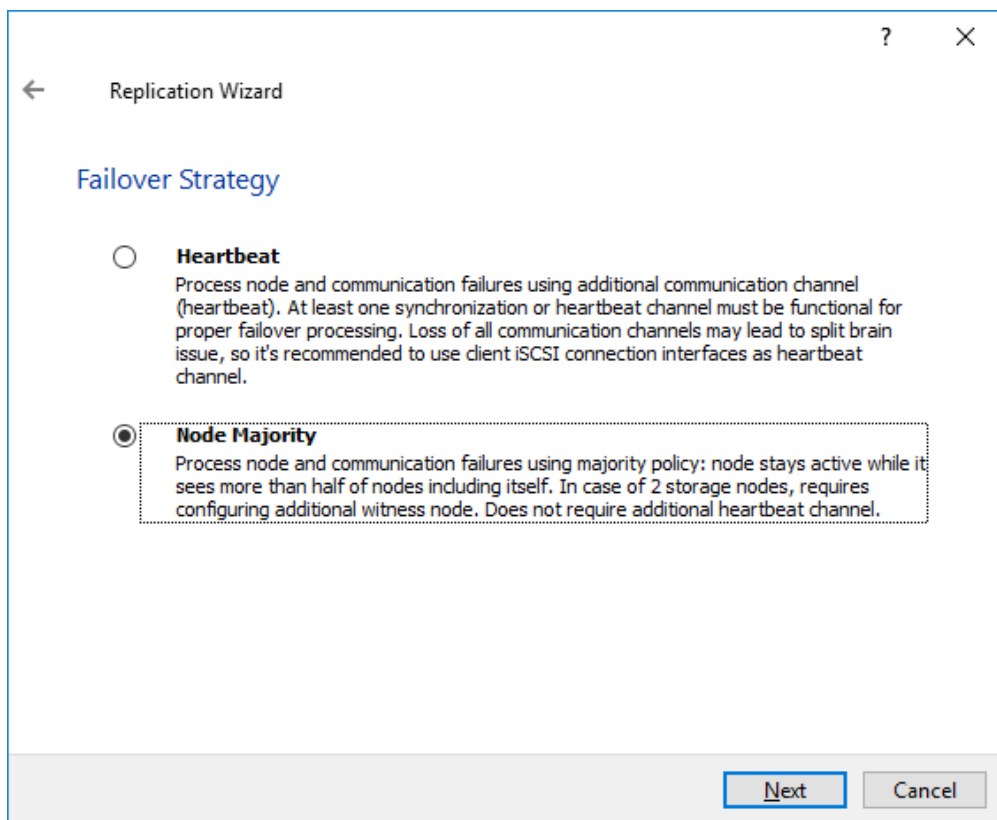 ?
Replication Wizard
Failover Strategy
Heartbeat
Process node and communication failures using additional communication channel
(heartbeat). At least one synchronization or heartbeat channel must be functional for
proper failover processing. Loss of all communication channels may lead to split brain
issue, so it's recommended to use client iSCSI connection interfaces as heartbeat
channel.
Node Majority
Process node and communication failures using majority policy: node stays active while it
sees more than half of nodes including itself. In case of 2 storage nodes, requires
configuring additional witness node. Does not require additional heartbeat channel.
Next Cancel